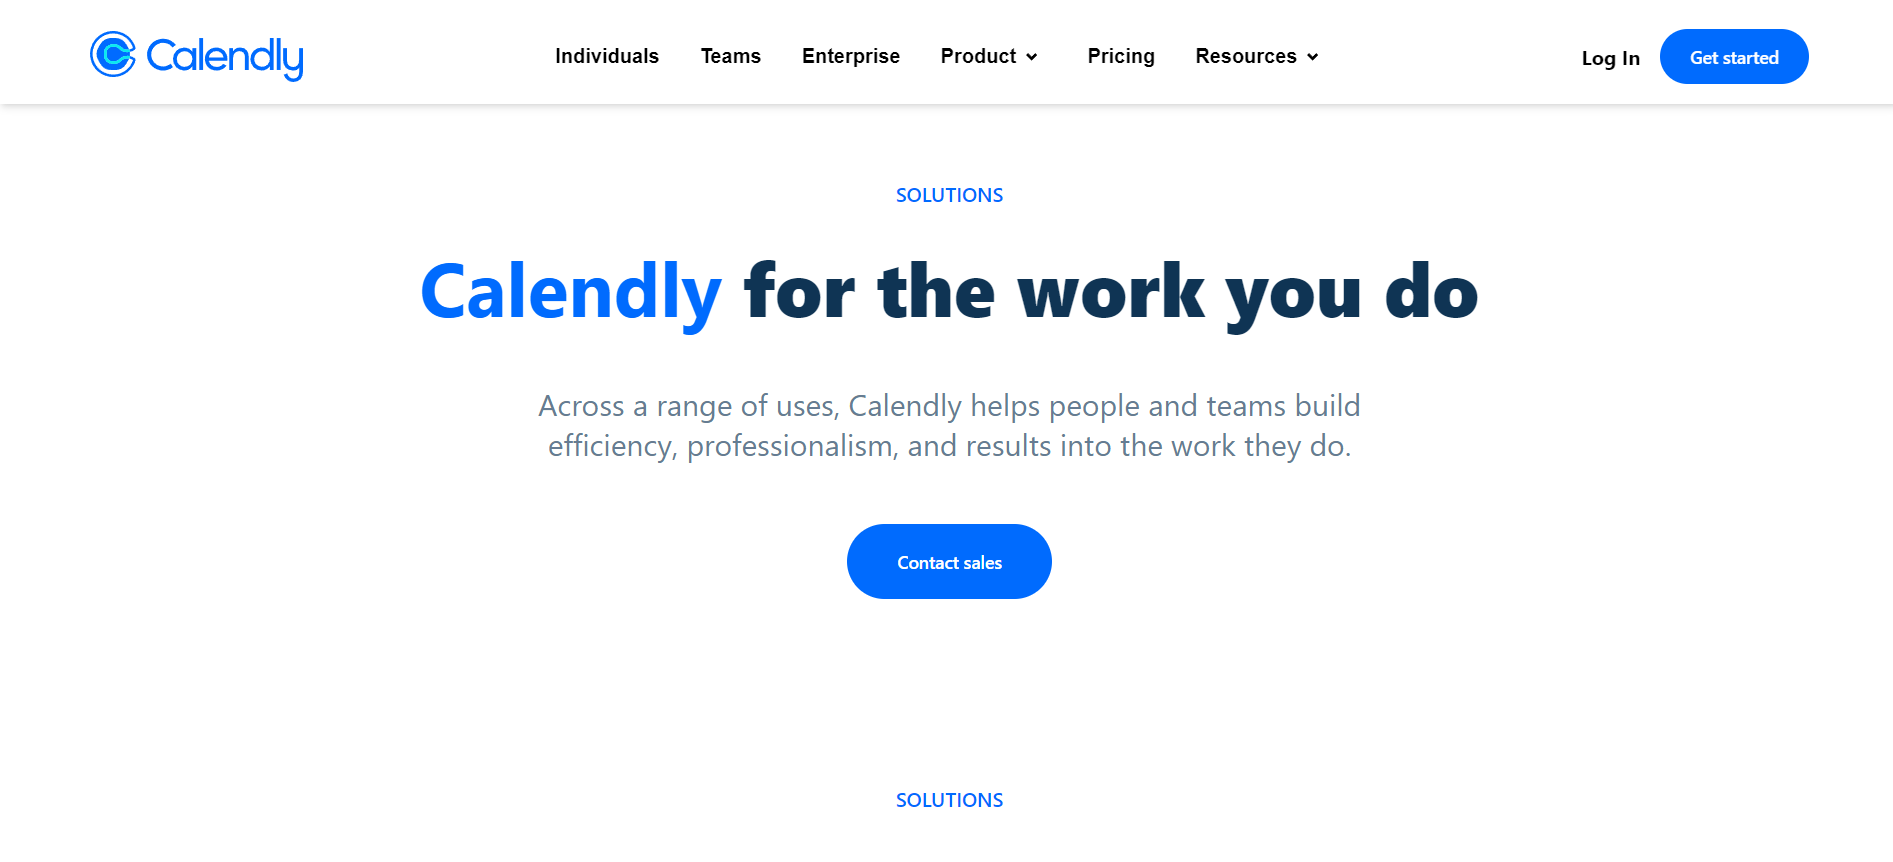 Calendly
Individuals
Teams
Enterprise
Product
Pricing
Resources
Log In
Get started
SOLUTIONS
Calendly for the work you do
Across a range of uses, Calendly helps people and teams build
efficiency, professionalism, and results into the work they do.
Contact sales
SOLUTIONS